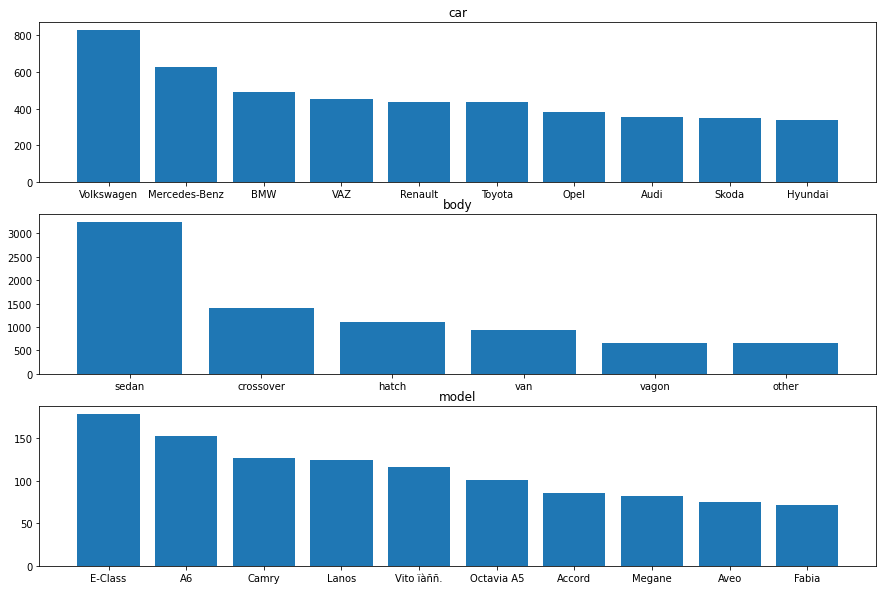 car
800
600
400
200
0
Volkswagen Mercedes-Benz BMW VAZ Renault Toyota Opel Audi Skoda Hyundai
body
3000
2500
2000
1500
1000
500
0
sedan crossover hatch van vagon other
model
150
100
50
0
E-Class A6 Camry Lanos Vito ïàññ. Octavia A5 Accord Megane Aveo Fabia